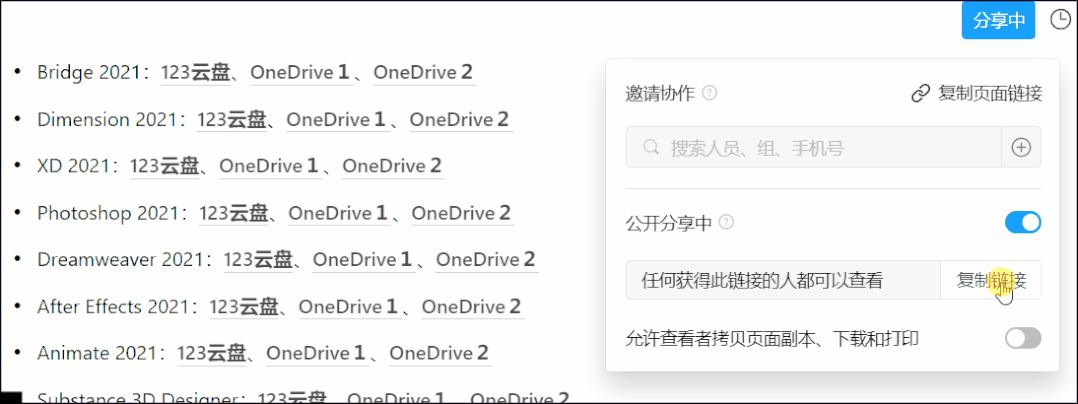 分享中
Bridge 2021：123云盘、OneDrive 1、OneDrive 2
Dimension 2021：123云盘、OneDrive 1、OneDrive 2
XD 2021：123云盘、OneDrive 1、OneDrive 2
Photoshop 2021：123云盘、OneDrive 1、OneDrive 2
Dreamweaver 2021：123云盘、OneDrive 1、OneDrive 2
After Effects 2021：123云盘、OneDrive 1、OneDrive 2
Animate 2021：123云盘、OneDrive 1、OneDrive 2
Substance 3D Designer：123云盘、OneDrive 1、OneDrive 2
邀请协作 复制页面链接
搜索人员、组、手机号
公开分享中
任何获得此链接的人都可以查看 复制链接
允许查看者拷贝页面副本、下载和打印